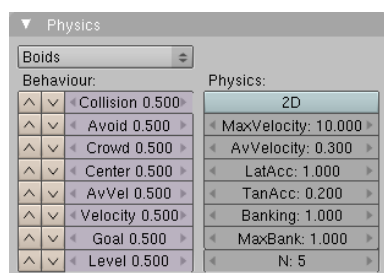 Physics
Boids
Behaviour: Physics:
Collision 0.500 2D
Avoid 0.500 MaxVelocity: 10.000
Crowd 0.500 AvVelocity: 0.300
Center 0.500 LatAcc: 1.000
AvVel 0.500 TanAcc: 0.200
Velocity 0.500 Banking: 1.000
Goal 0.500 MaxBank: 1.000
Level 0.500 N: 5